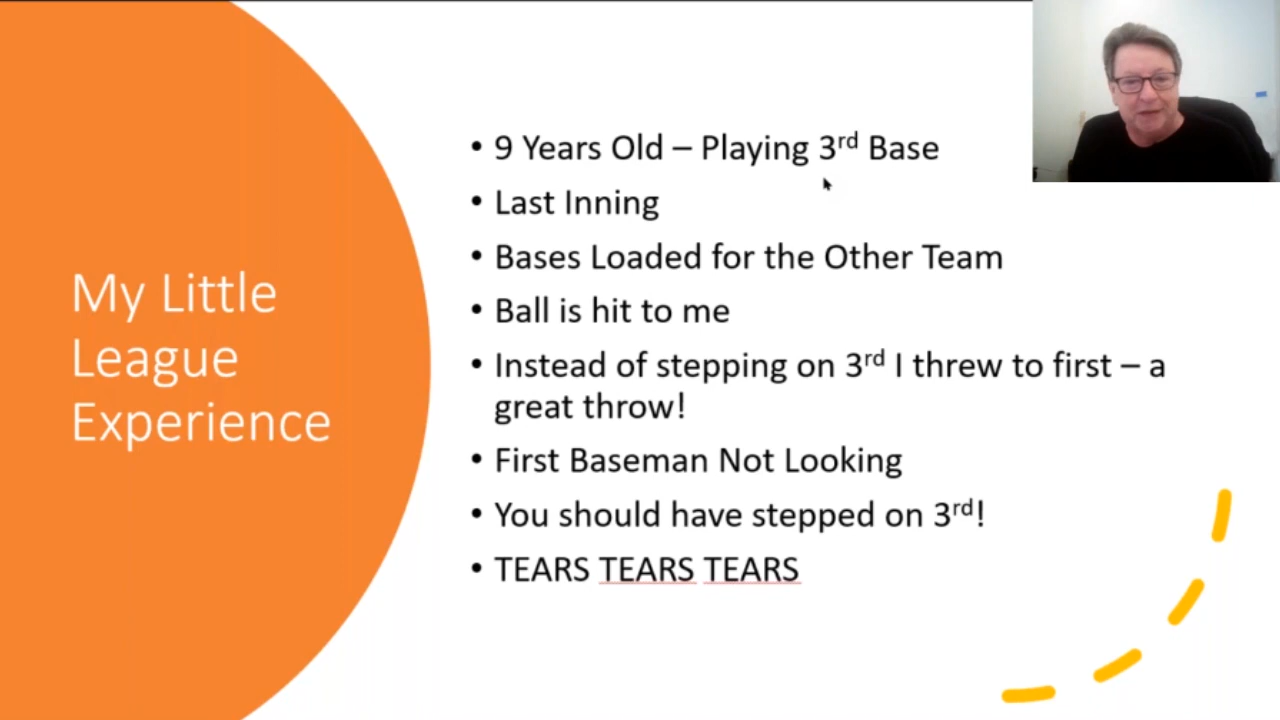 My Little
League
Experience
• 9 Years Old – Playing 3rd Base
• Last Inning
• Bases Loaded for the Other Team
• Ball is hit to me
• Instead of stepping on 3rd I threw to first – a
great throw!
• First Baseman Not Looking
• You should have stepped on 3rd!
• TEARS TEARS TEARS